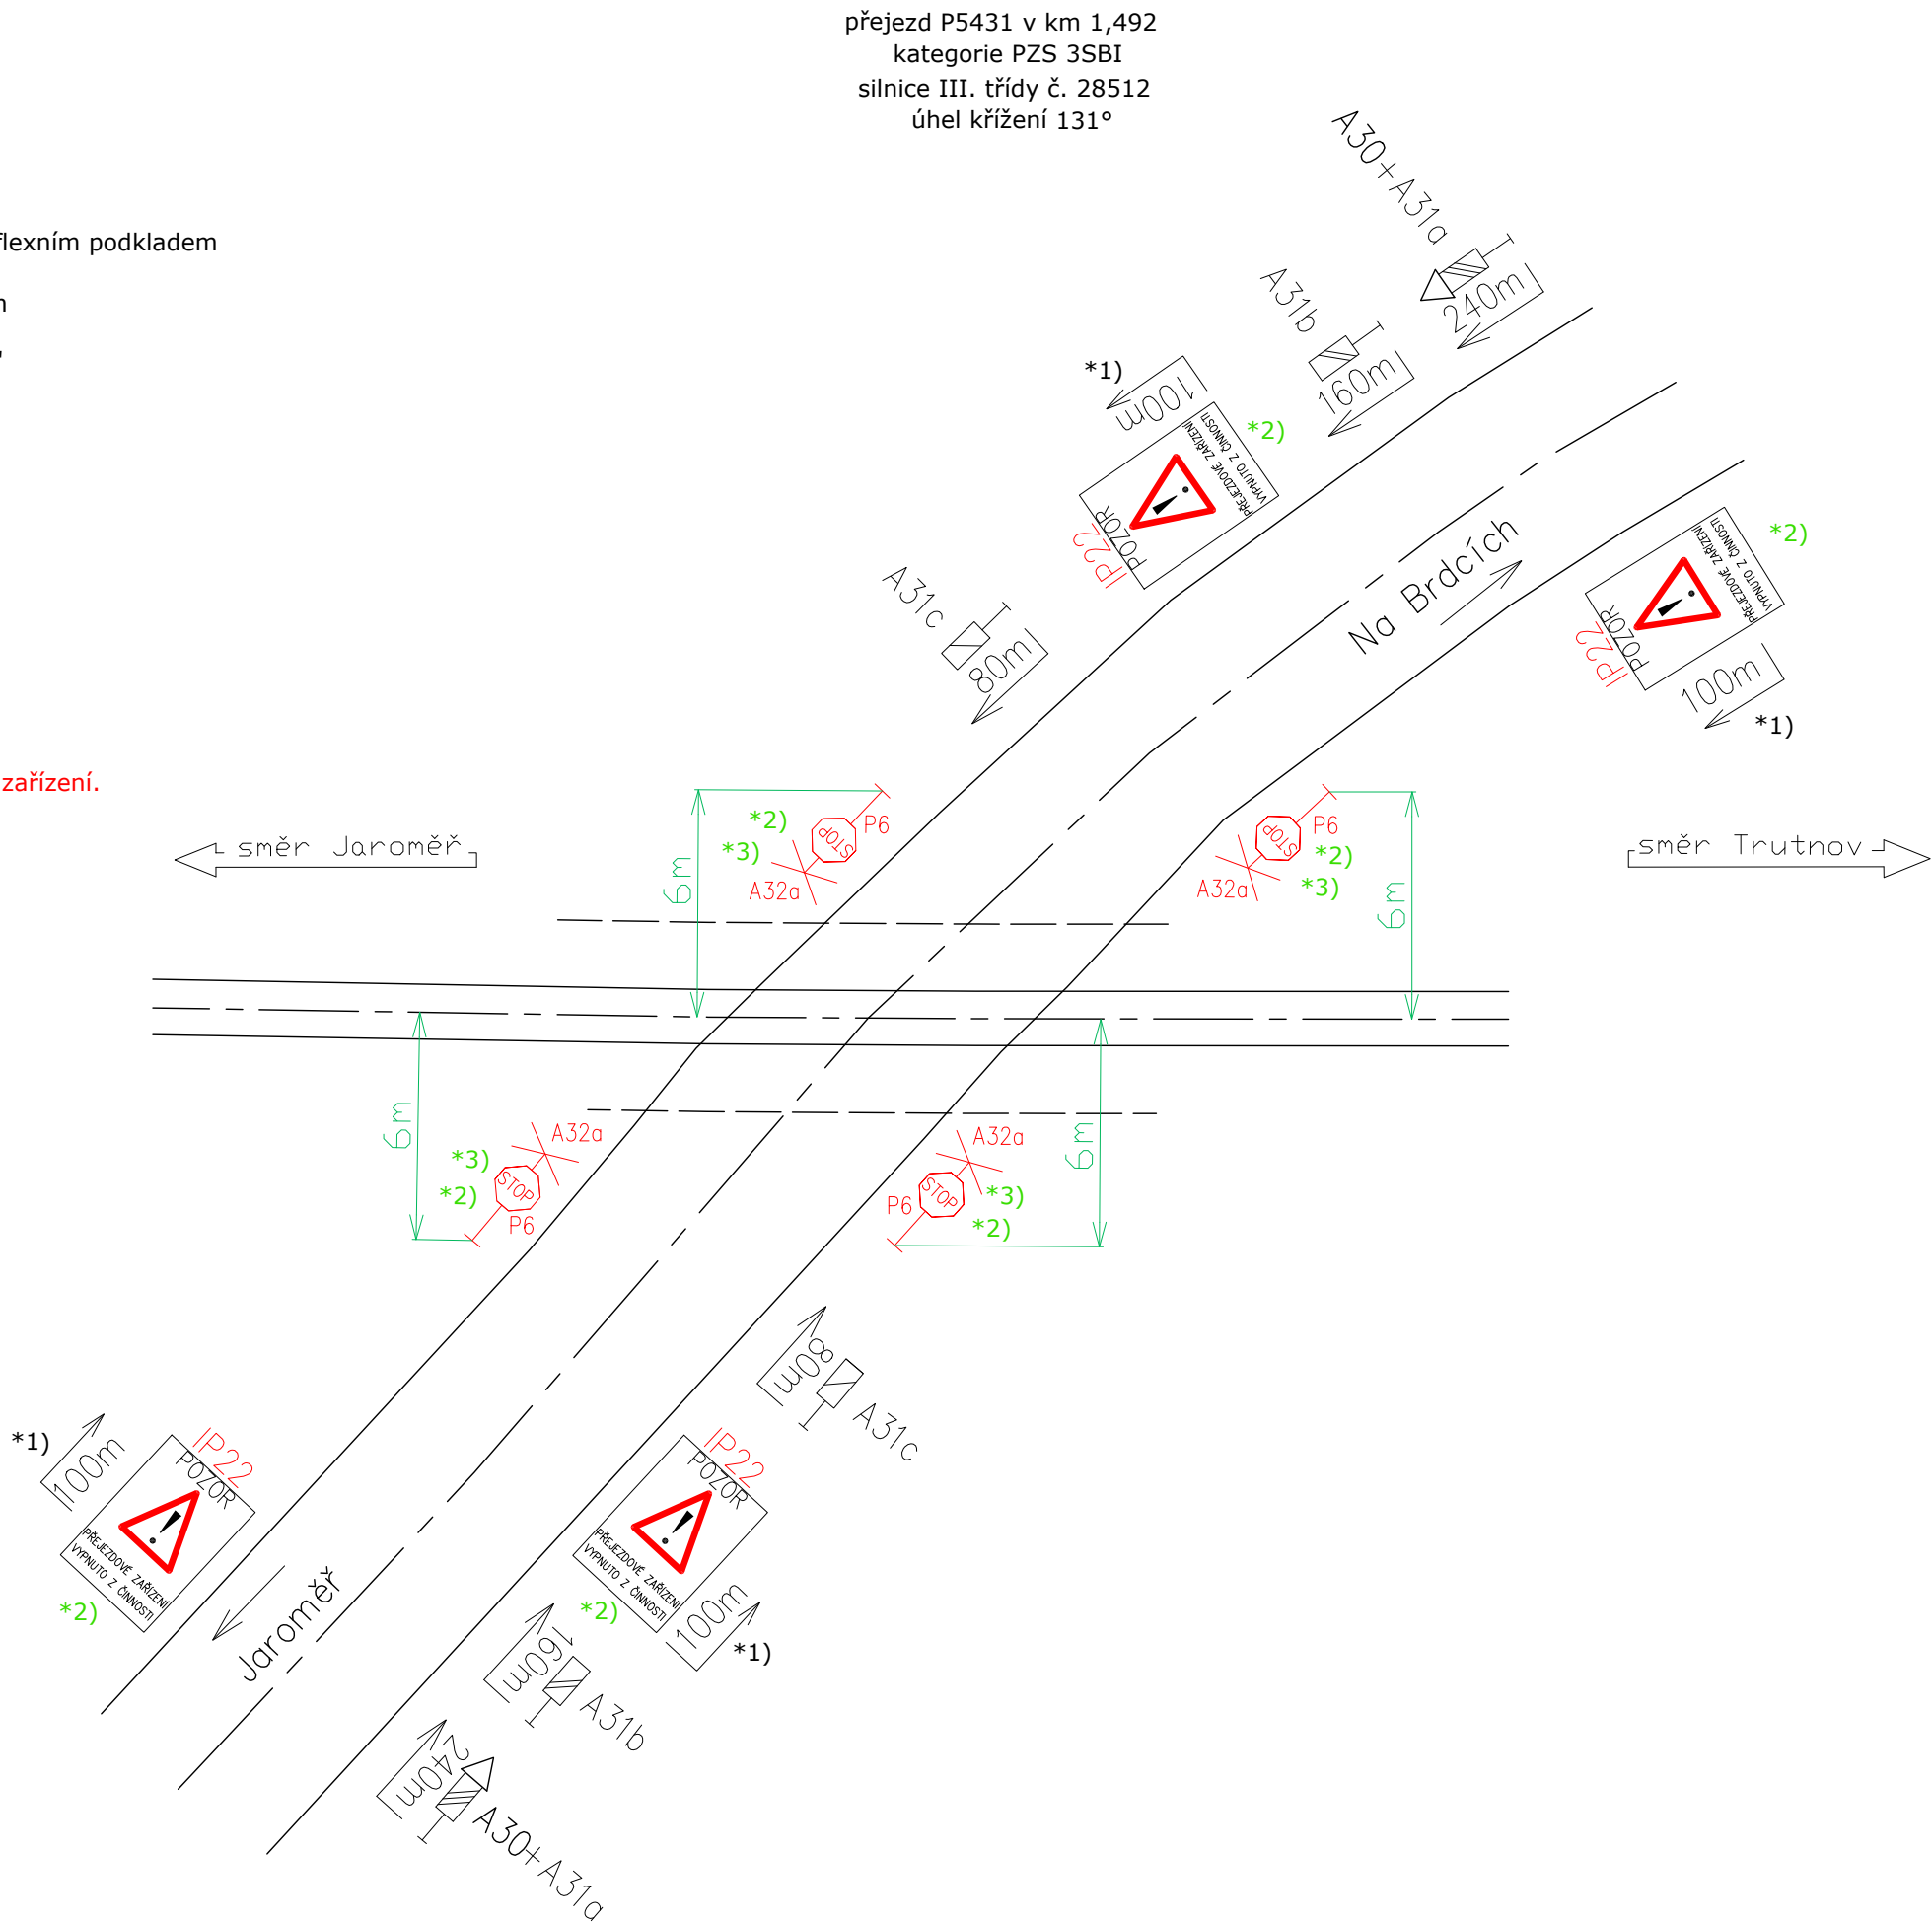 přejezd P5431 v km 1,492
kategorie PZS 3SBI
silnice III. třídy č. 28512
úhel křížení 131°
flexním podkladem
zařízení.
A30+A31a
240m
A31b
160m
*1)
100m
*2)
PŘEJEZDOVÉ ZAŘÍZENÍ
VYPNUTO Z ČINNOSTI
POZOR
IP22
A31c
80m
Na Brdcích
*2)
PŘEJEZDOVÉ ZAŘÍZENÍ
VYPNUTO Z ČINNOSTI
POZOR
IP22
100m
*1)
směr Jaroměř
směr Trutnov
6m
*2)
*3)
STOP
P6
A32a
STOP
P6
*2)
*3)
A32a
6m
6m
*3)
*2)
A32a
STOP
P6
A32a
P6
STOP
*3)
*2)
6m
80m
A31c
*1)
100m
IP22
POZOR
PŘEJEZDOVÉ ZAŘÍZENÍ
VYPNUTO Z ČINNOSTI
*2)
IP22
POZOR
PŘEJEZDOVÉ ZAŘÍZENÍ
VYPNUTO Z ČINNOSTI
*2)
100m
*1)
Jaroměř
160m
A31b
240m
A30+A31a